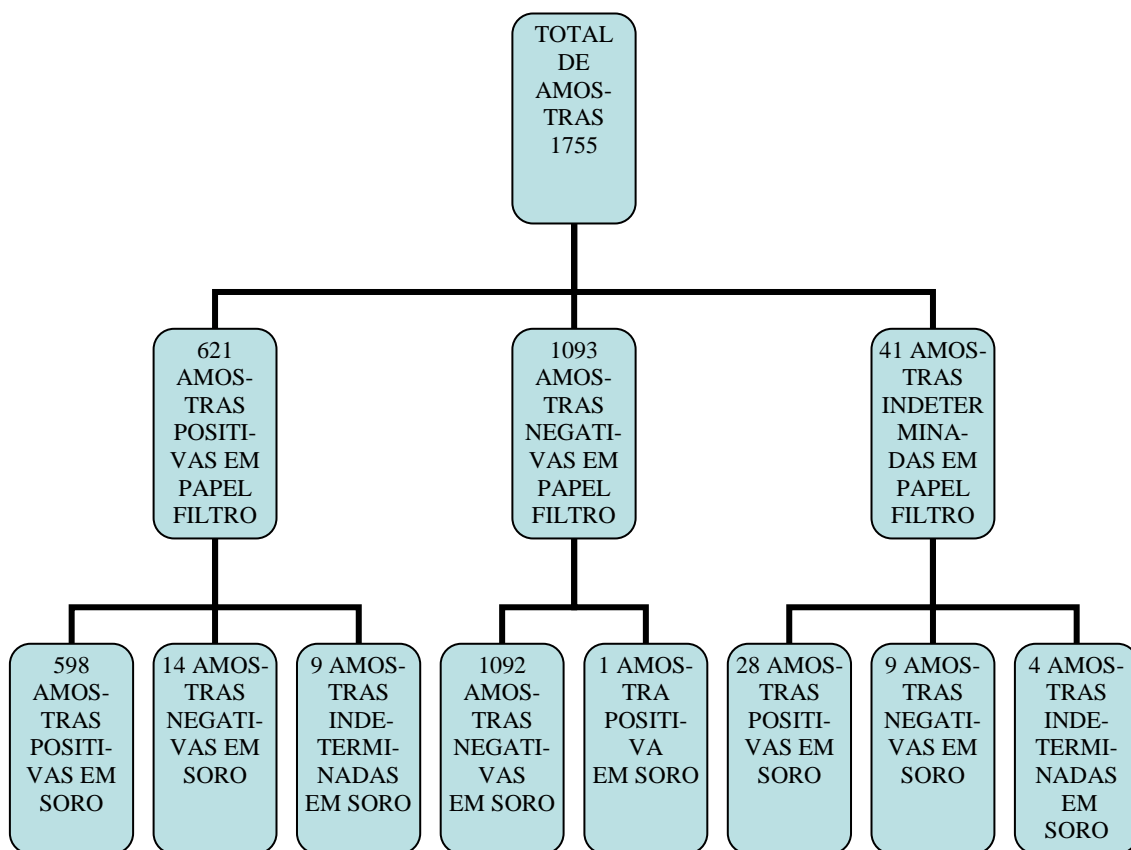 TOTAL
DE
AMOS-
TRAS
1755
621
AMOS-
TRAS
POSITI-
VAS EM
PAPEL
FILTRO
1093
AMOS-
TRAS
NEGATI-
VAS EM
PAPEL
FILTRO
41 AMOS-
TRAS
INDETER
MINA-
DAS EM
PAPEL
FILTRO
598
AMOS-
TRAS
POSITI-
VAS EM
SORO
14 AMOS-
TRAS
NEGATI-
VAS EM
SORO
9 AMOS-
TRAS
INDE-
TERMI-
NADAS
EM SORO
1092
AMOS-
TRAS
NEGATI-
VAS
EM SORO
1 AMOS-
TRA
POSITI-
VA
EM SORO
28 AMOS-
TRAS
POSITI-
VAS EM
SORO
9 AMOS-
TRAS
NEGATI-
VAS EM
SORO
4 AMOS-
TRAS
INDE-
TERMI-
NADAS
EM
SORO